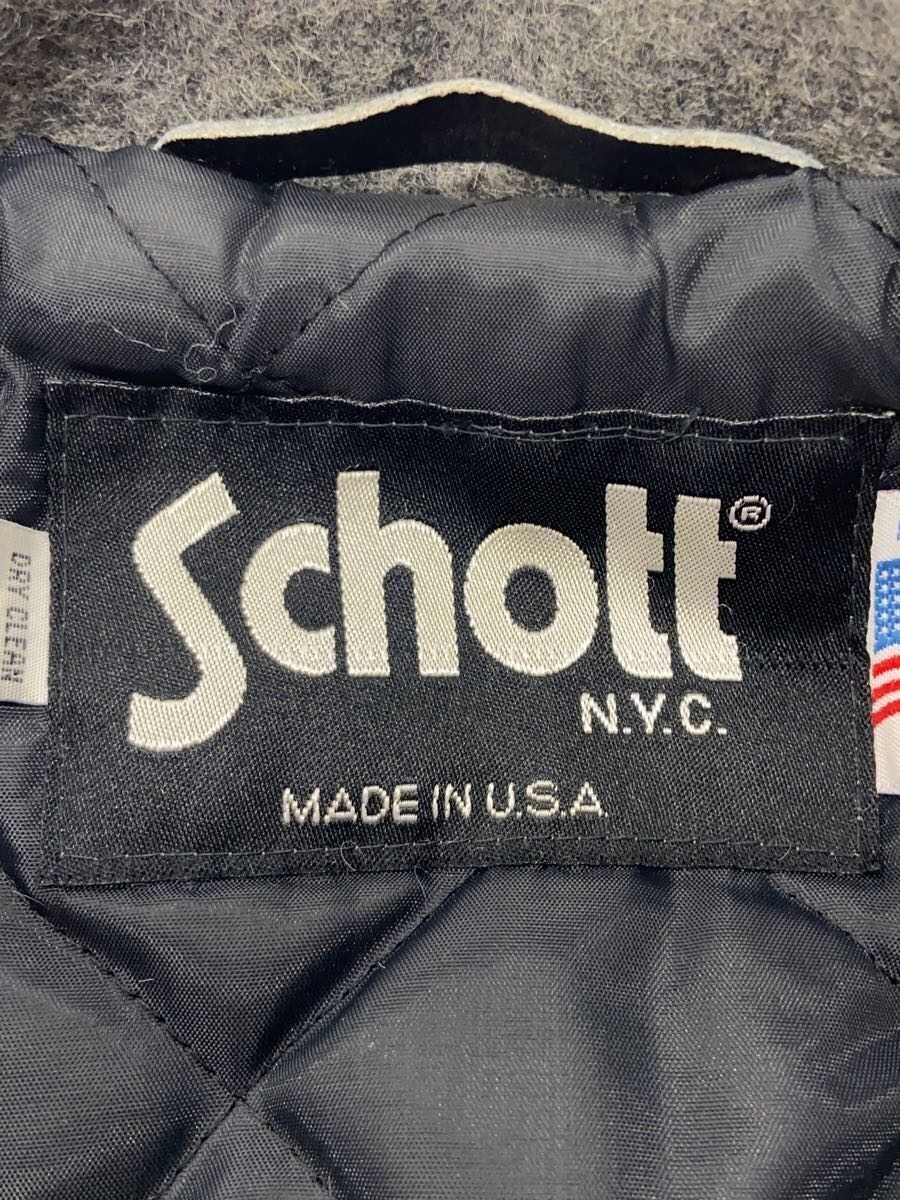 Schott®
N.Y.C.
MADE IN U.S.A.
DRY CLEAN